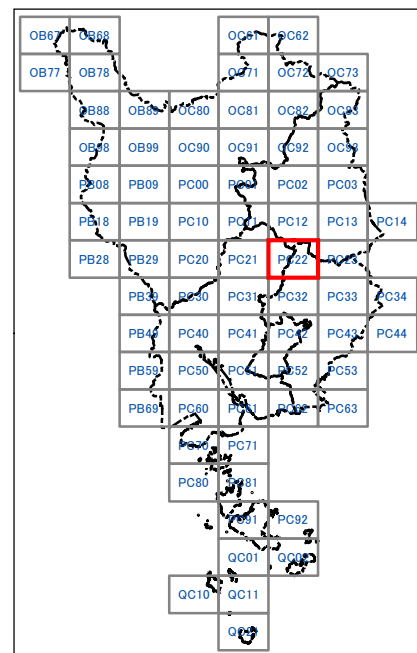 OB67 OB68 OC61 OC62
OB77 OB78 OC71 OC72 OC73
OB88 OB89 OC80 OC81 OC82 OC83
OB98 OB99 OC90 OC91 OC92 OC93
PB08 PB09 PC00 PC01 PC02 PC03
PB18 PB19 PC10 PC11 PC12 PC13 PC14
PB28 PB29 PC20 PC21 PC22 PC23
PB39 PC30 PC31 PC32 PC33 PC34
PB49 PC40 PC41 PC42 PC43 PC44
PB59 PC50 PC51 PC52 PC53
PB69 PC60 PC61 PC62 PC63
PC70 PC71
PC80 PC81
PC91 PC92
QC01 QC02
QC10 QC11
QC21